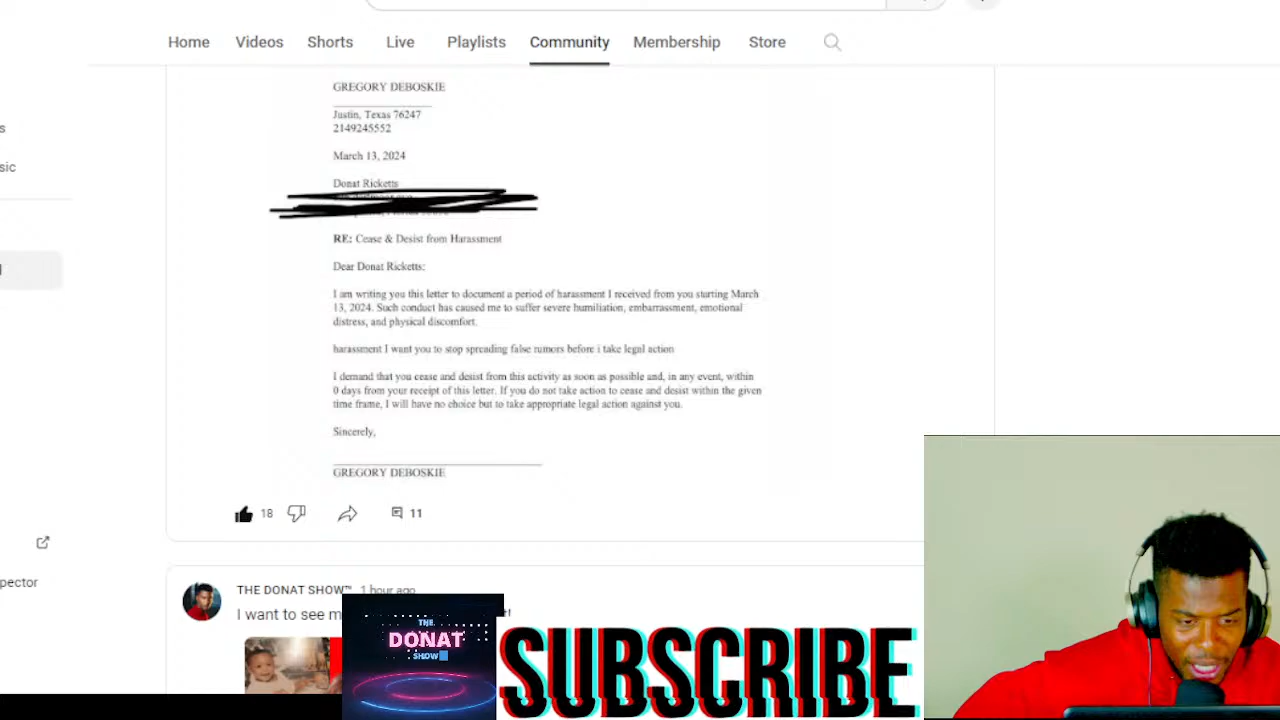 Home Videos Shorts Live Playlists Community Membership Store
GREGORY DEBOSKIE
Justin, Texas 76247
2149245552
March 13, 2024
Donat Ricketts
RE: Cease & Desist from Harassment
Dear Donat Ricketts:
I am writing you this letter to document a period of harassment I received from you starting March
13, 2024. Such conduct has caused me to suffer severe humiliation, embarrassment, emotional
distress, and physical discomfort.
harassment I want you to stop spreading false rumors before i take legal action
I demand that you cease and desist from this activity as soon as possible and, in any event, within
0 days from your receipt of this letter. If you do not take action to cease and desist within the given
time frame, I will have no choice but to take appropriate legal action against you.
Sincerely,
GREGORY DEBOSKIE
18 11
pector
THE DONAT SHOW™ 1 hour ago
I want to see m
THE
DONAT
SHOW
SUBSCRIBE